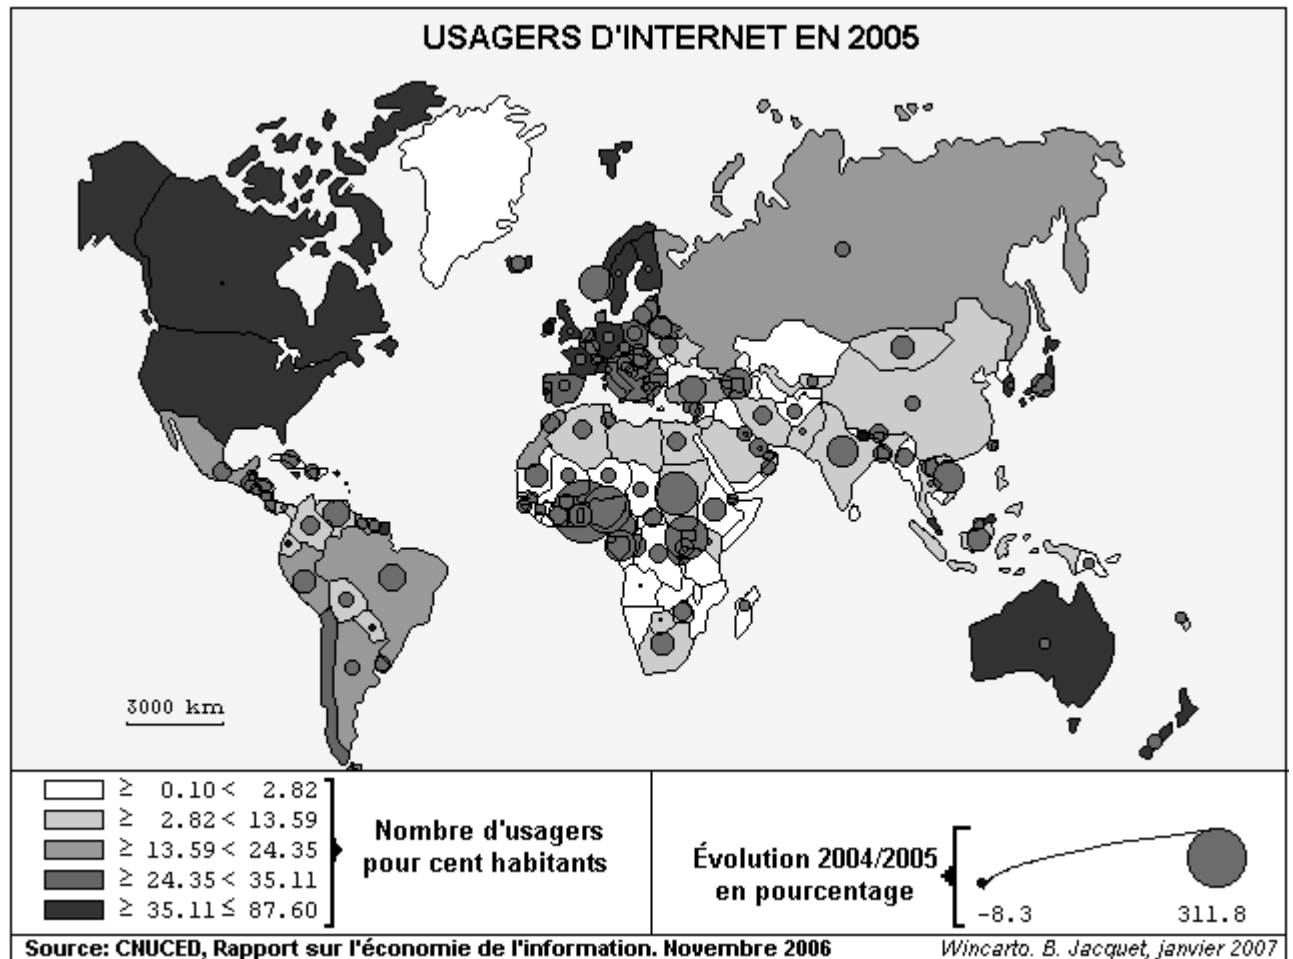 USAGERS D'INTERNET EN 2005
3000 km
≥ 0.10 < 2.82
≥ 2.82 < 13.59
≥ 13.59 < 24.35
≥ 24.35 < 35.11
≥ 35.11 ≤ 87.60
Nombre d'usagers
pour cent habitants
Évolution 2004/2005
en pourcentage
-8.3 311.8
Source: CNUCED, Rapport sur l'économie de l'information. Novembre 2006
Wincarto. B. Jacquet, janvier 2007